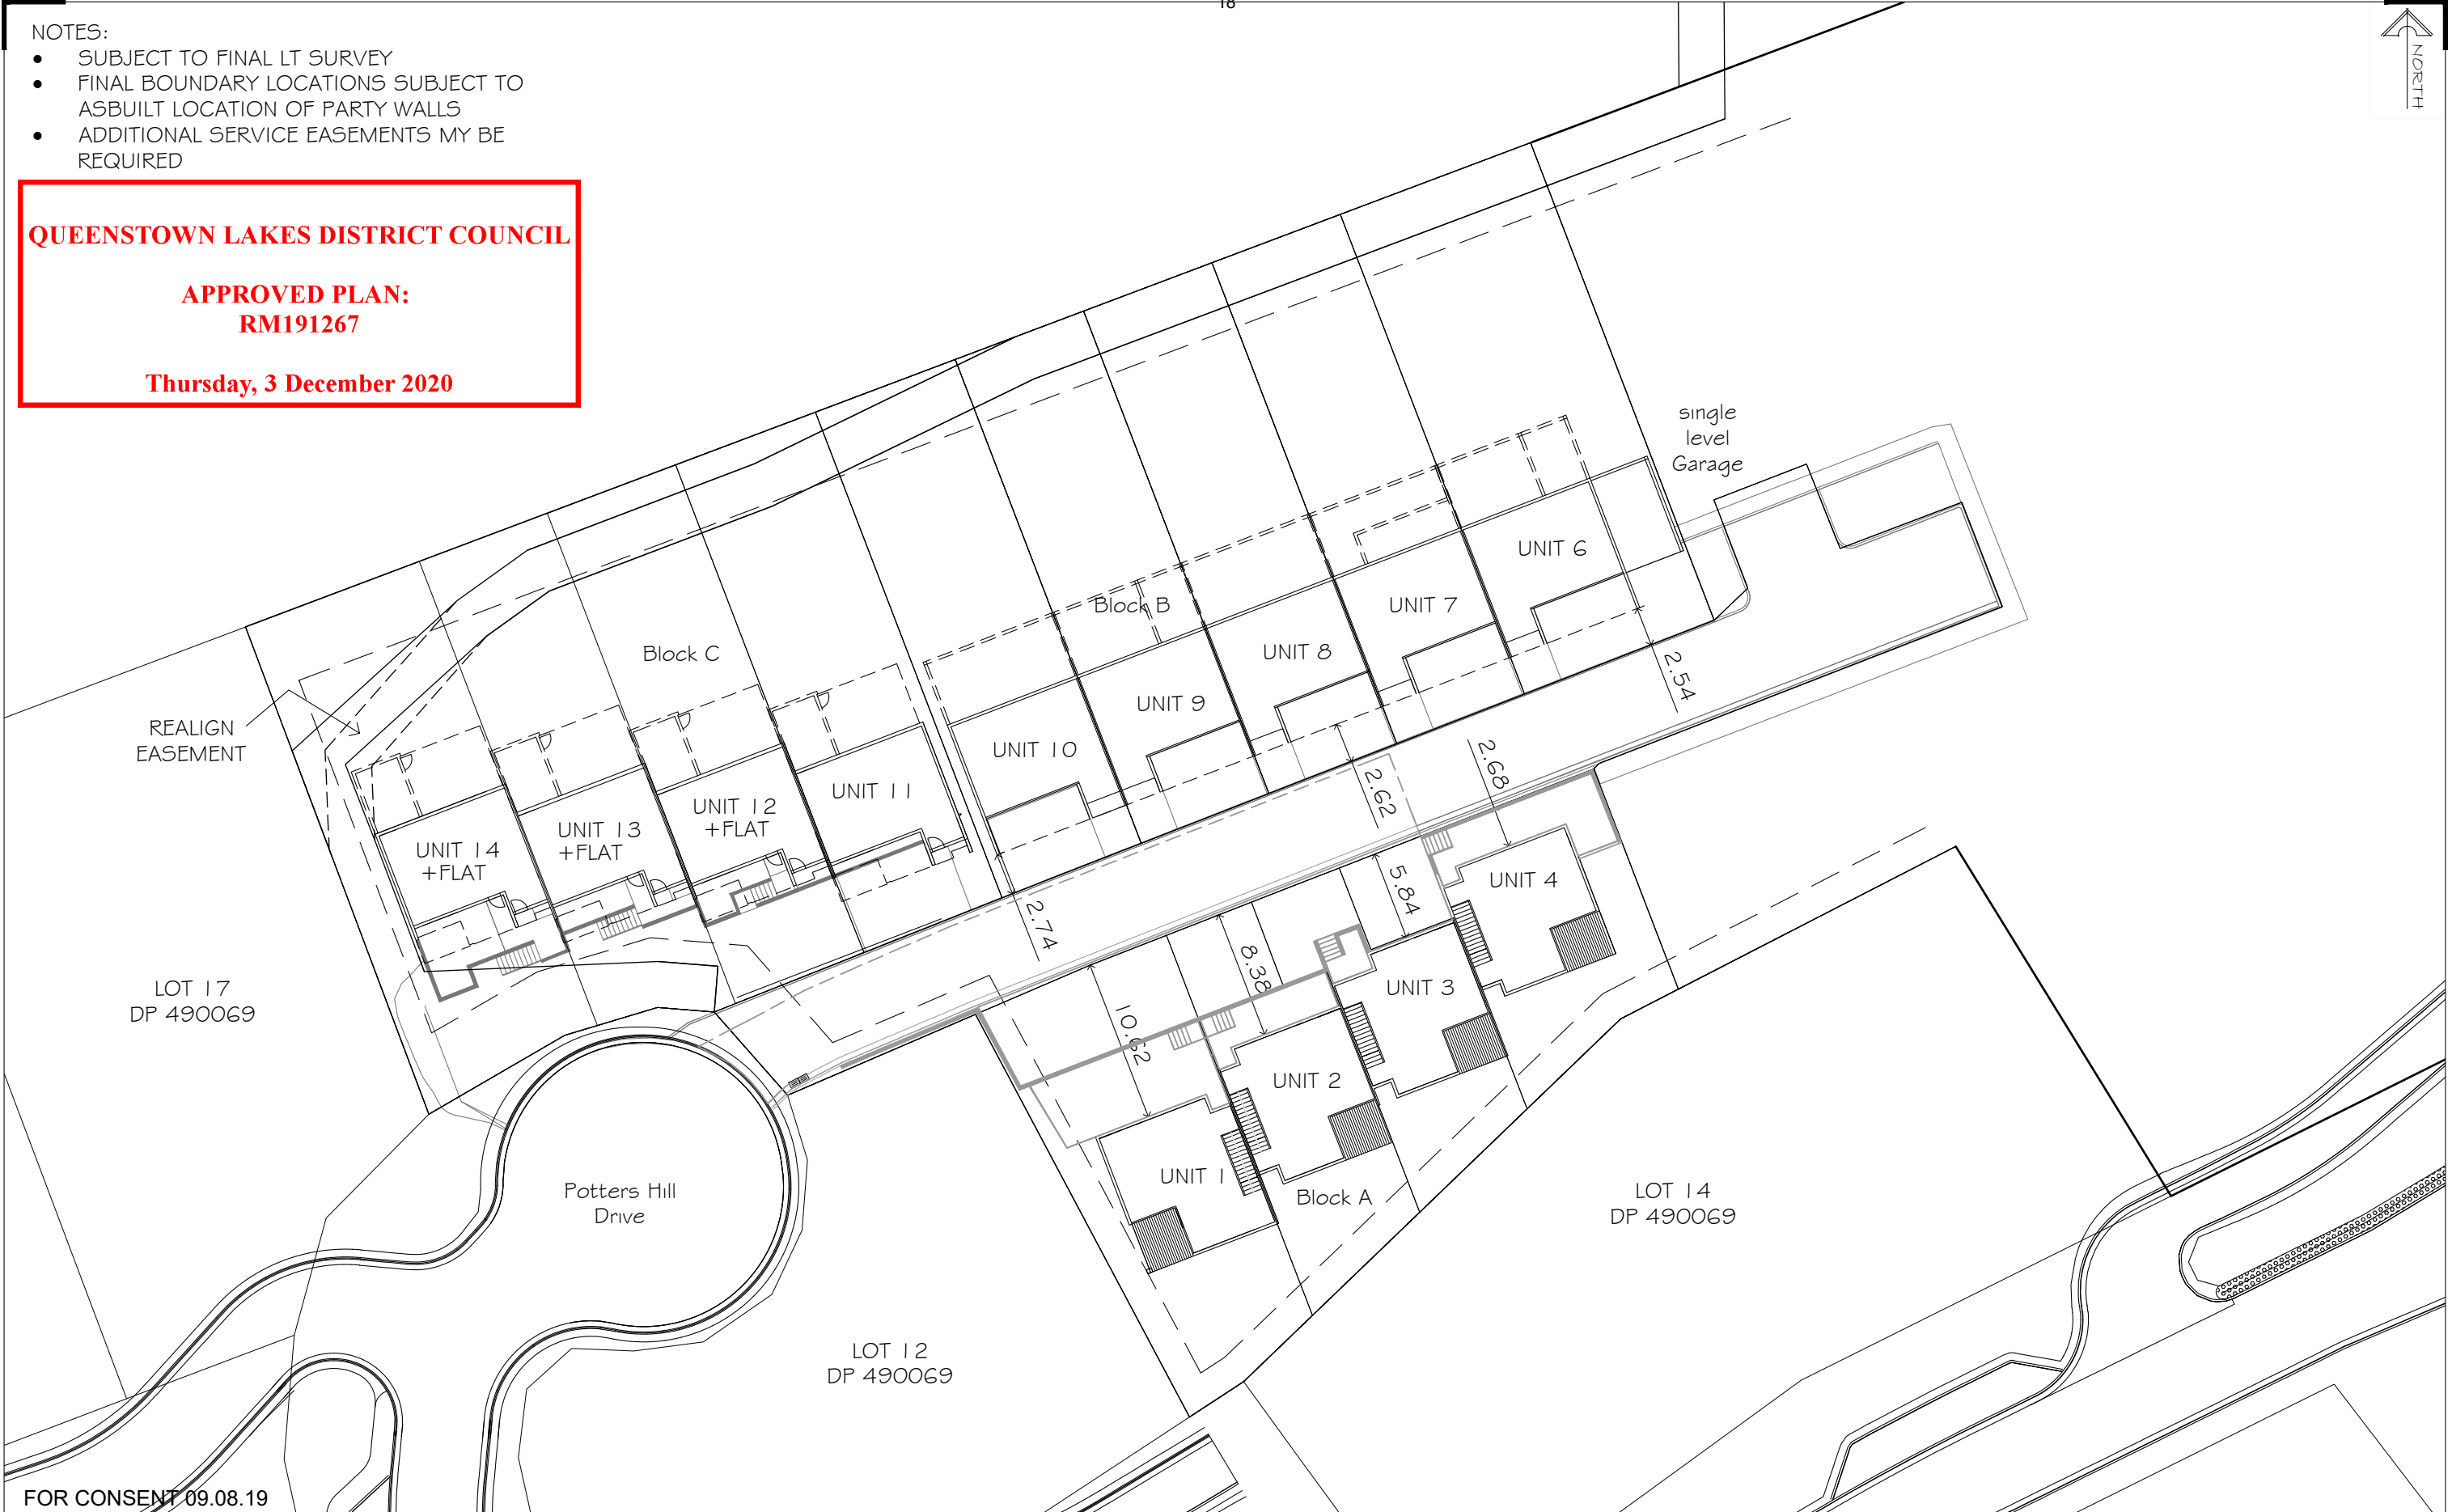 18
NORTH
NOTES:
• SUBJECT TO FINAL LT SURVEY
• FINAL BOUNDARY LOCATIONS SUBJECT TO
ASBUILT LOCATION OF PARTY WALLS
• ADDITIONAL SERVICE EASEMENTS MY BE
REQUIRED
QUEENSTOWN LAKES DISTRICT COUNCIL
APPROVED PLAN:
RM191267
Thursday, 3 December 2020
single
level
Garage
UNIT 6
UNIT 7
Block B
UNIT 8
UNIT 9
UNIT 10
Block C
2.54
2.68
2.62
2.74
REALIGN
EASEMENT
UNIT 11
UNIT 12
+FLAT
UNIT 13
+FLAT
UNIT 14
+FLAT
UNIT 4
5.84
8.38
10.62
UNIT 3
UNIT 2
UNIT 1
Block A
LOT 17
DP 490069
Potters Hill
Drive
LOT 14
DP 490069
LOT 12
DP 490069
FOR CONSENT 09.08.19